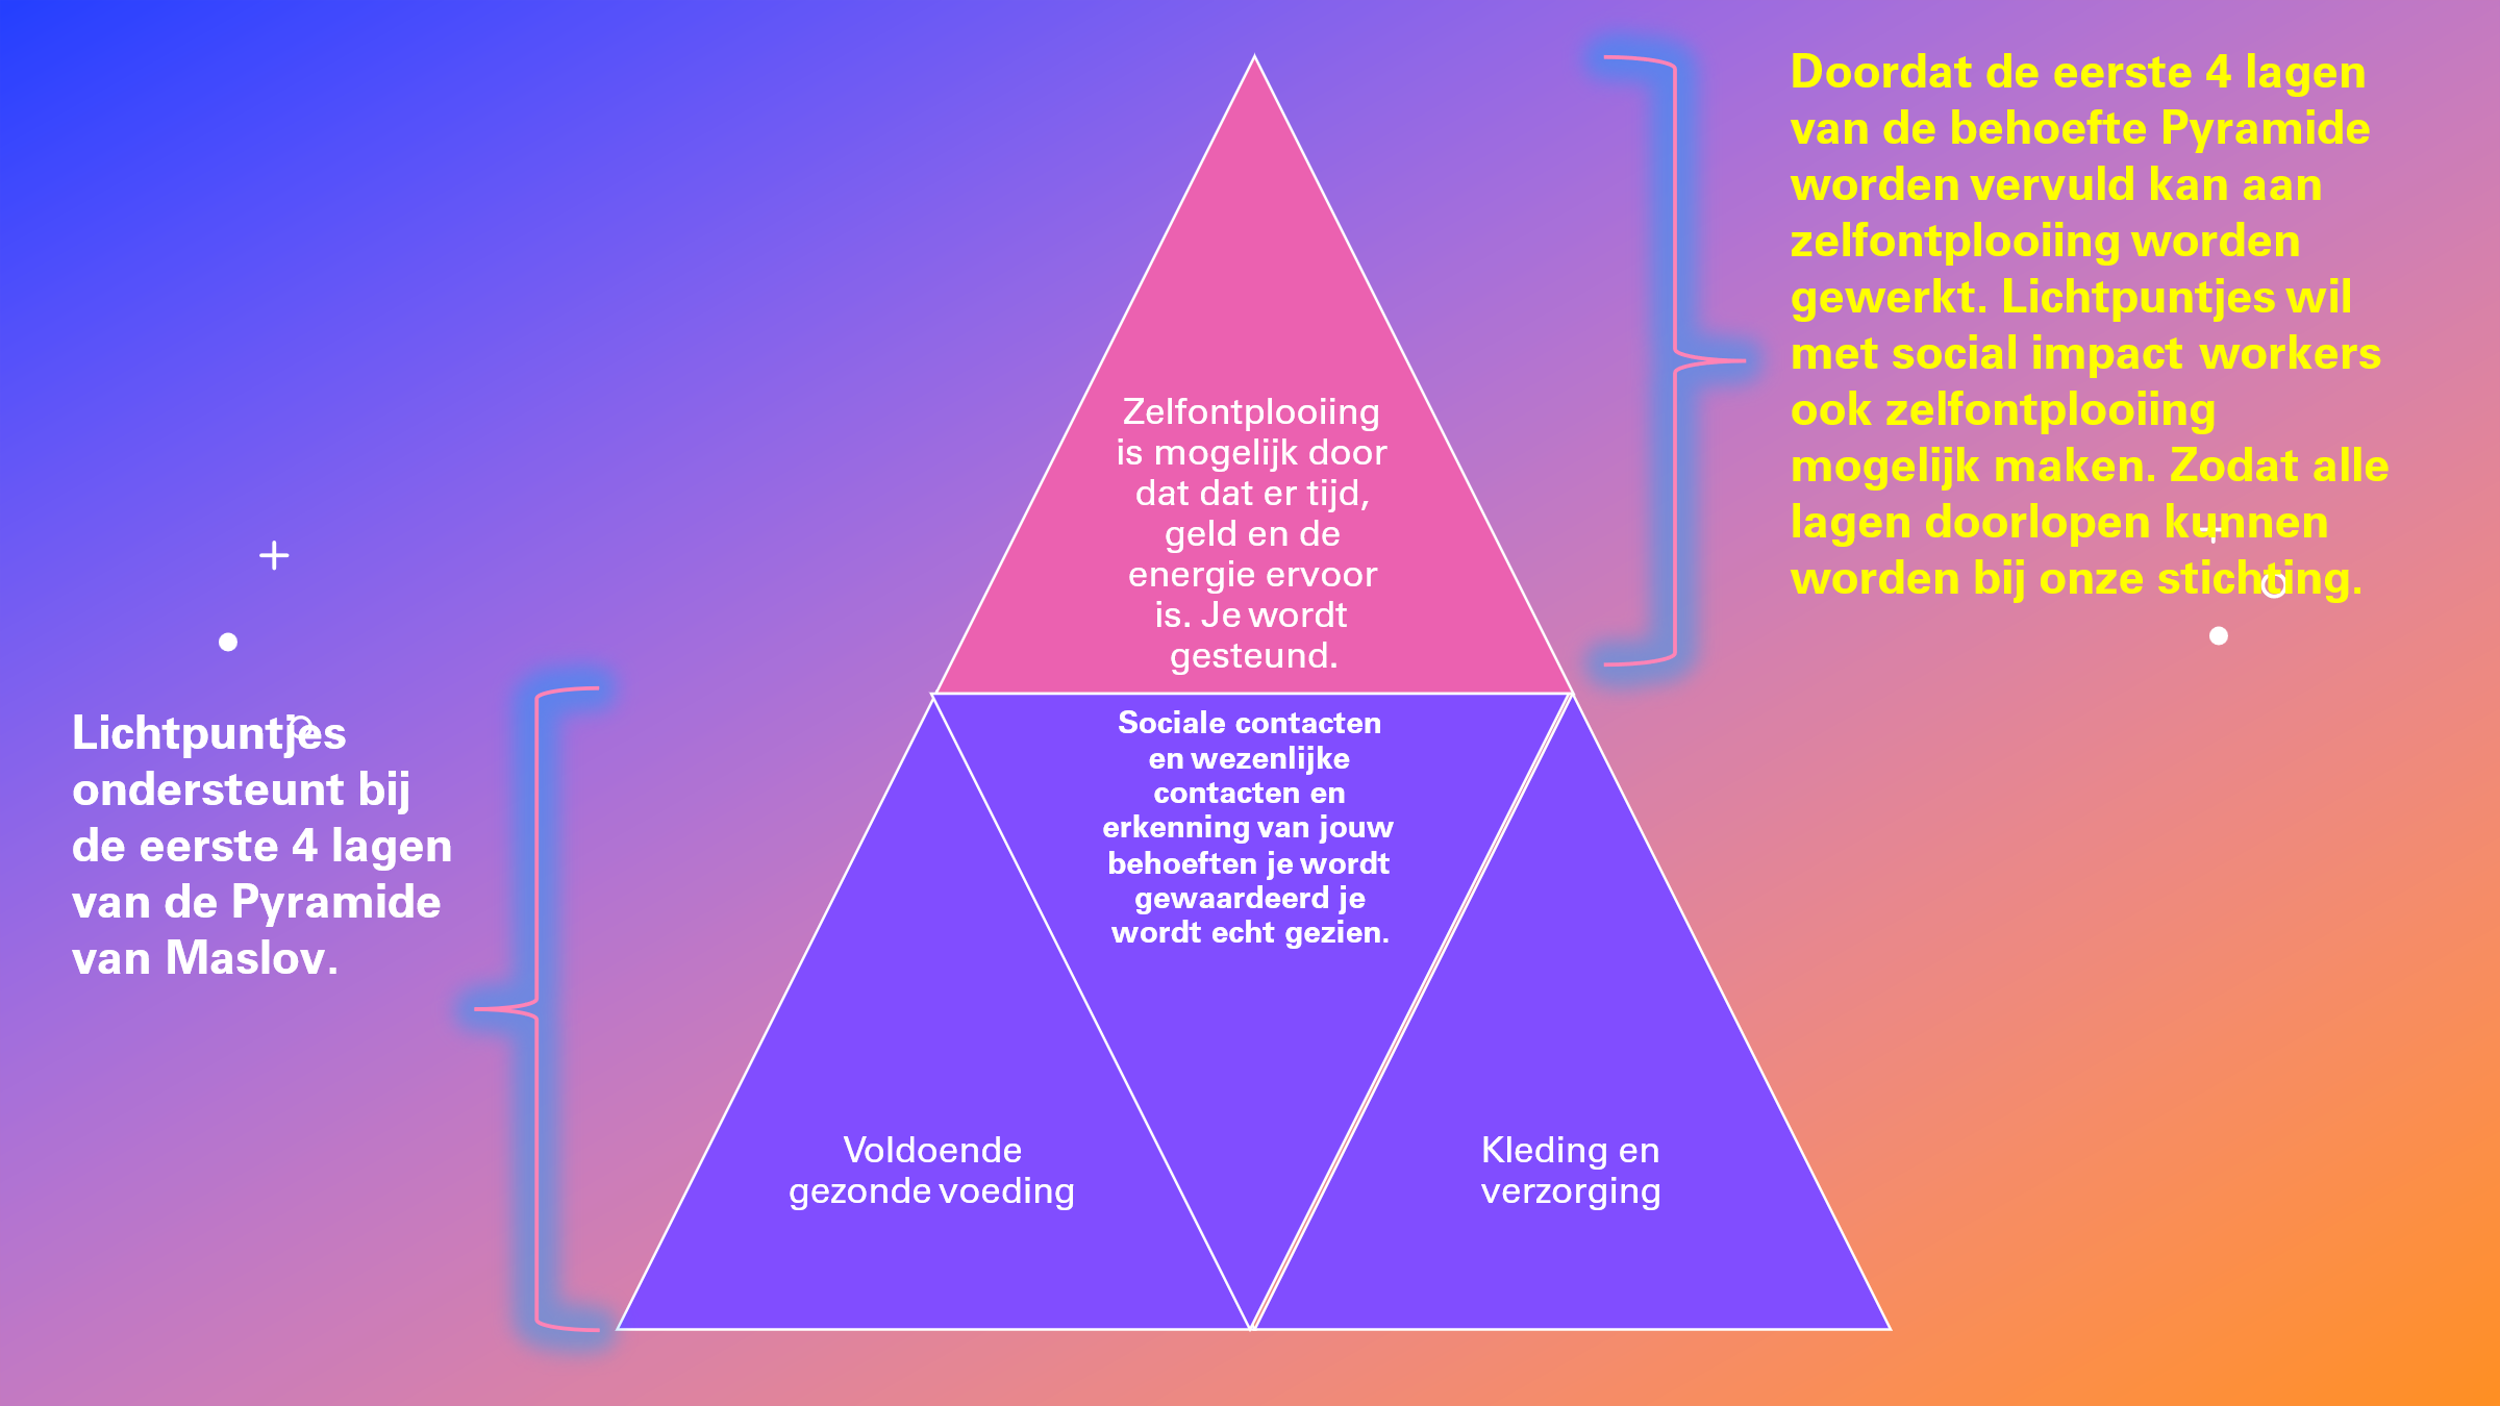 Doordat de eerste 4 lagen
van de behoefte Pyramide
worden vervuld kan aan
zelfontplooiing worden
gewerkt. Lichtpuntjes wil
met social impact workers
ook zelfontplooiing
mogelijk maken. Zodat alle
lagen doorlopen kunnen
worden bij onze stichting.
Zelfontplooiing
is mogelijk door
dat dat er tijd,
geld en de
energie ervoor
is. Je wordt
gesteund.
Lichtpuntjes
ondersteunt bij
de eerste 4 lagen
van de Pyramide
van Maslov.
Sociale contacten
en wezenlijke
contacten en
erkenning van jouw
behoeften je wordt
gewaardeerd je
wordt echt gezien.
Voldoende
gezonde voeding
Kleding en
verzorging